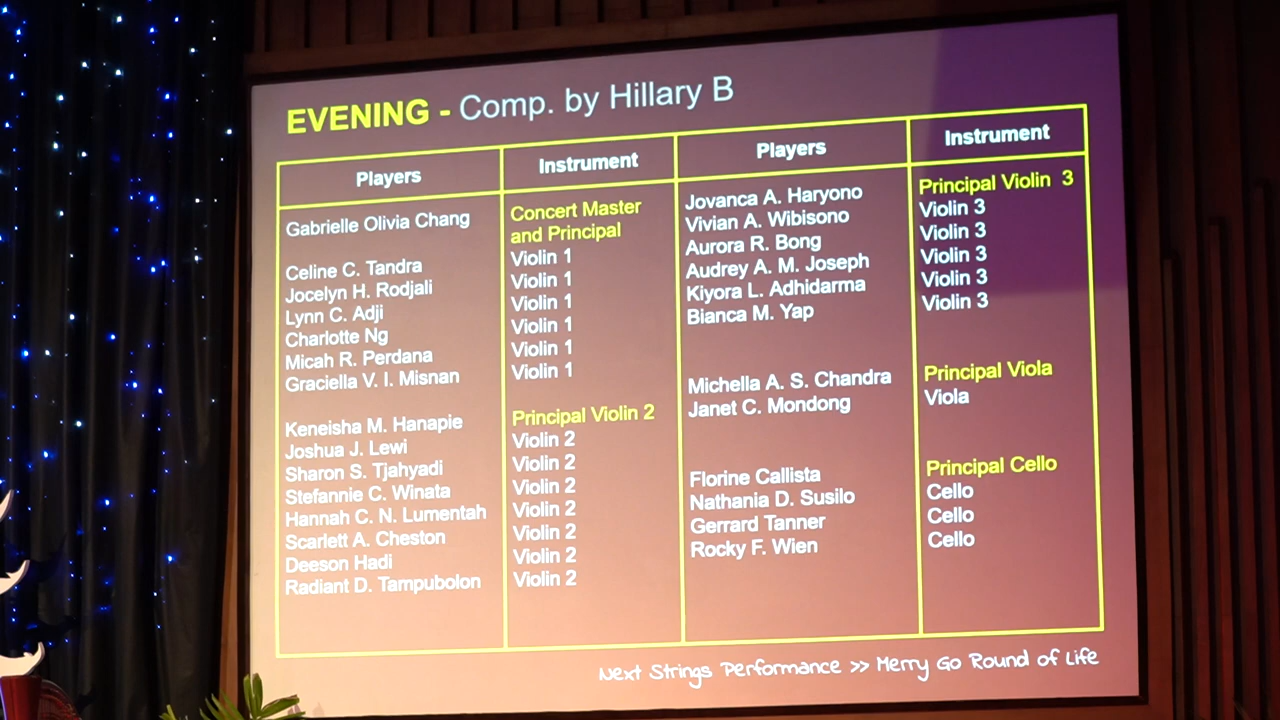 EVENING - Comp. by Hillary B
Players Instrument Players Instrument
Gabrielle Olivia Chang
Celine C. Tandra
Jocelyn H. Rodjali
Lynn C. Adji
Charlotte Ng
Micah R. Perdana
Graciella V. I. Misnan
Keneisha M. Hanapie
Joshua J. Lewi
Sharon S. Tjahyadi
Stefannie C. Winata
Hannah C. N. Lumentah
Scarlett A. Cheston
Deeson Hadi
Radiant D. Tampubolon
Concert Master
and Principal
Violin 1
Violin 1
Violin 1
Violin 1
Violin 1
Violin 1
Principal Violin 2
Violin 2
Violin 2
Violin 2
Violin 2
Violin 2
Violin 2
Violin 2
Jovanca A. Haryono
Vivian A. Wibisono
Aurora R. Bong
Audrey A. M. Joseph
Kiyora L. Adhidarma
Bianca M. Yap
Michella A. S. Chandra
Janet C. Mondong
Florine Callista
Nathania D. Susilo
Gerrard Tanner
Rocky F. Wien
Principal Violin 3
Violin 3
Violin 3
Violin 3
Violin 3
Violin 3
Principal Viola
Viola
Principal Cello
Cello
Cello
Cello
Next Strings Performance >> Merry Go Round of Life